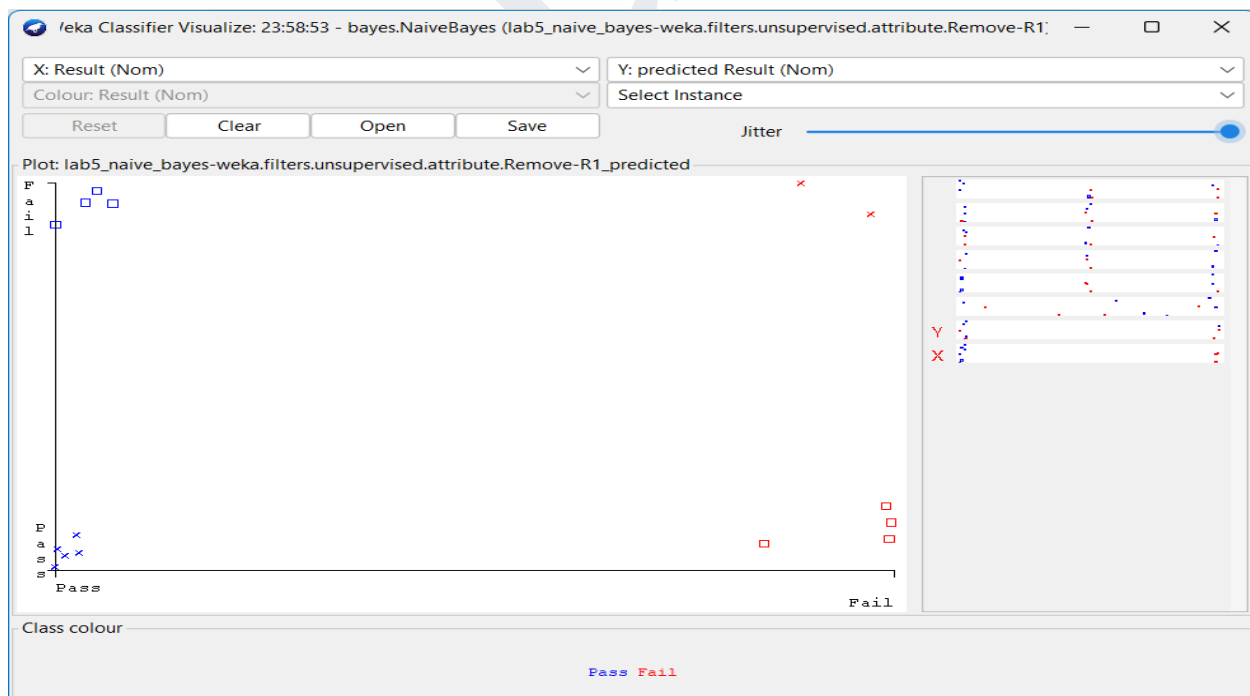 /eka Classifier Visualize: 23:58:53 - bayes.NaiveBayes (lab5_naive_bayes-weka.filters.unsupervised.attribute.Remove-R1)
X: Result (Nom)
Y: predicted Result (Nom)
Colour: Result (Nom)
Select Instance
Reset
Clear
Open
Save
Jitter
Plot: lab5_naive_bayes-weka.filters.unsupervised.attribute.Remove-R1_predicted
Fail
Pass
Pass
Fail
Y
X
Class colour
Pass Fail